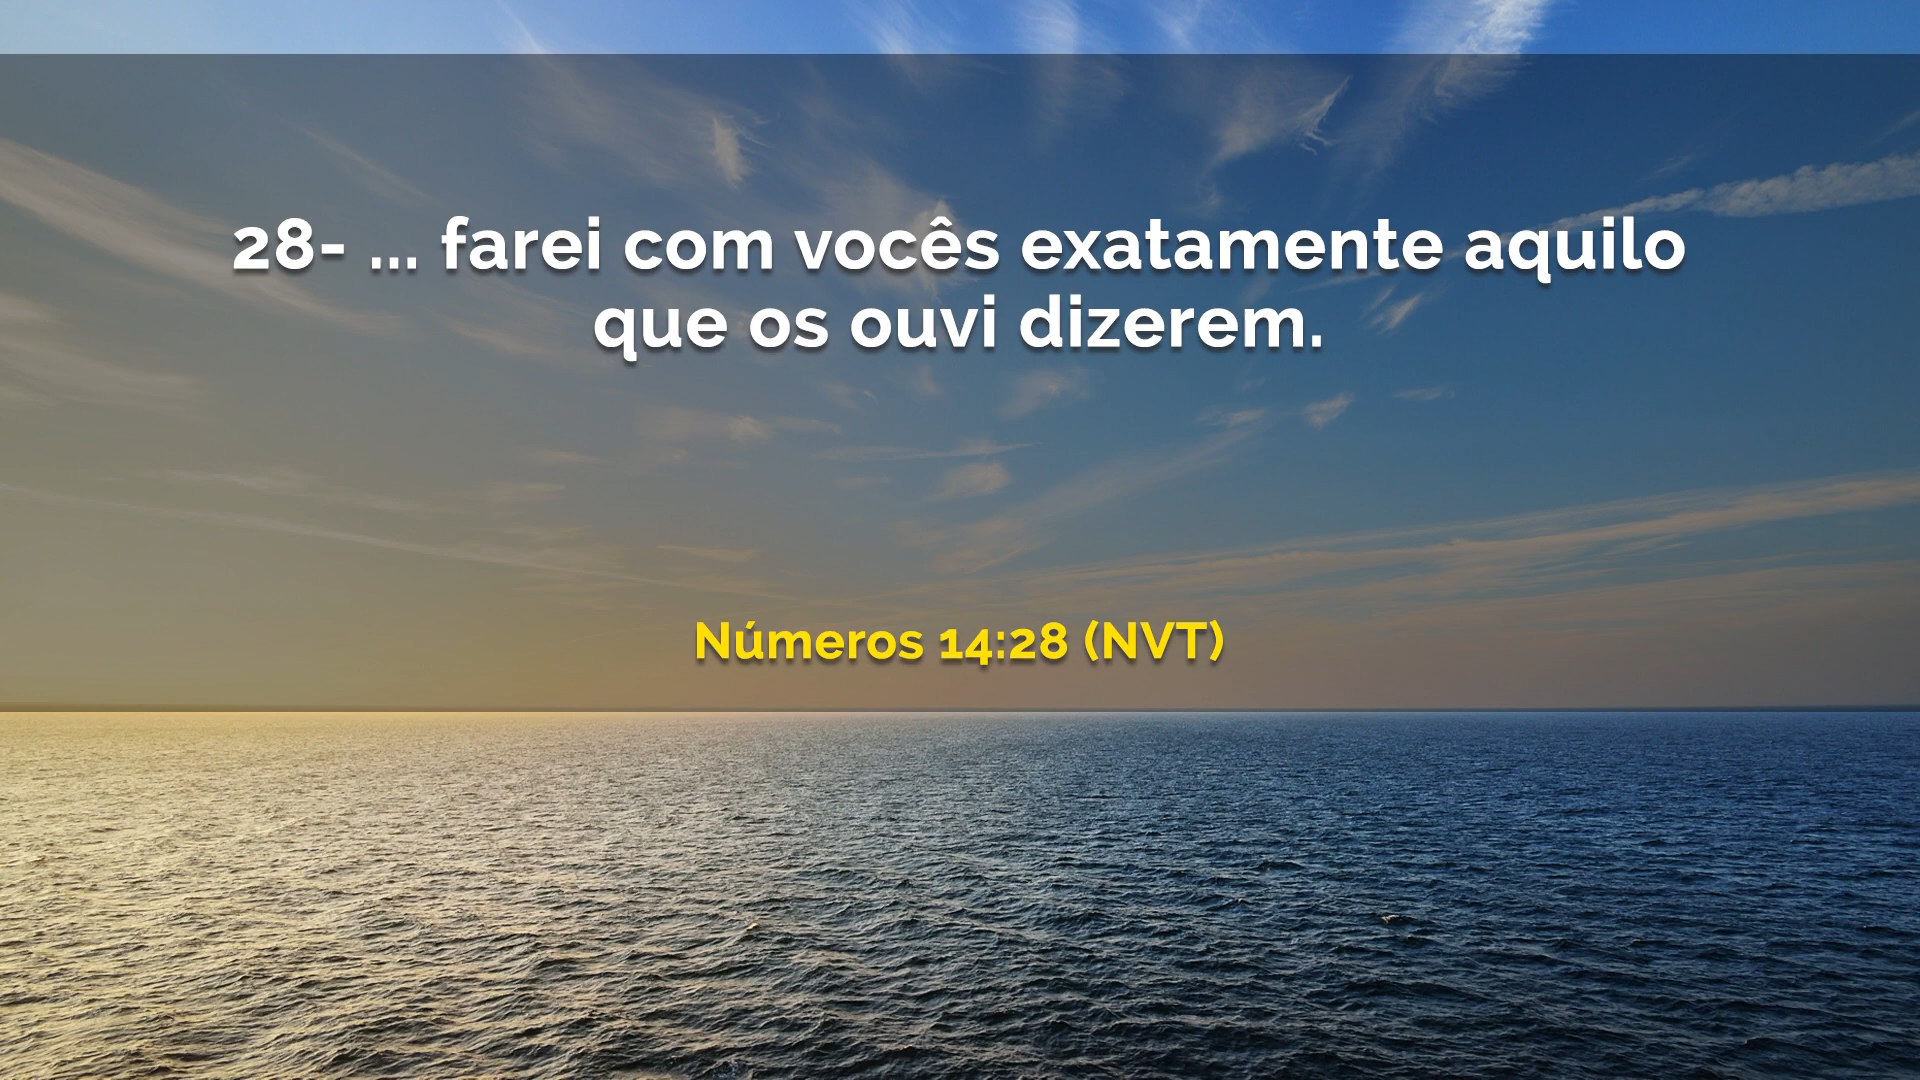 28- ... farei com vocês exatamente aquilo
que os ouvi dizerem.
Números 14:28 (NVT)